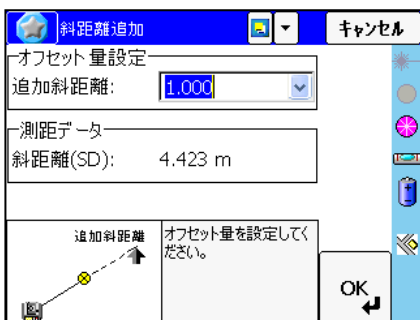 斜距離追加
キャンセル
オフセット量設定
追加斜距離:
1.000
測距データ
斜距離(SD):
4.423 m
追加斜距離
オフセット量を設定してください。
OK